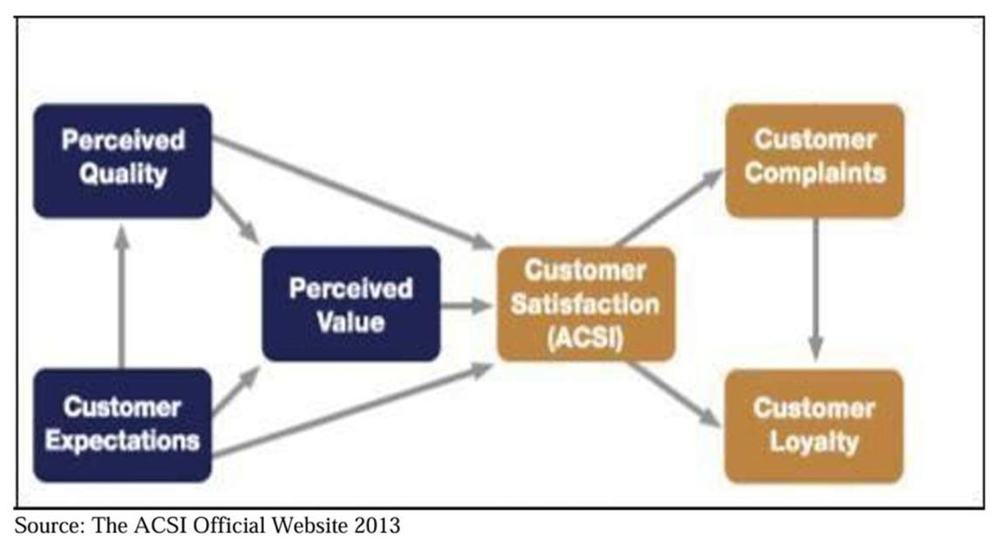 Perceived
Quality
Customer
Complaints
Perceived
Value
Customer
Satisfaction
(ACSI)
Customer
Expectations
Customer
Loyalty
Source: The ACSI Official Website 2013